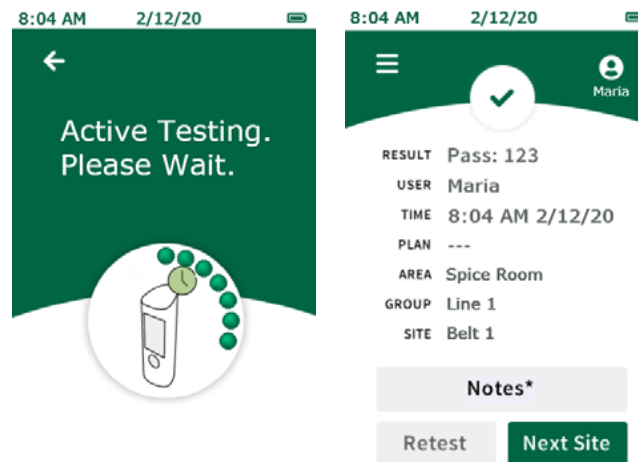 8:04 AM 2/12/20
Active Testing.
Please Wait.
8:04 AM 2/12/20
Maria
RESULT Pass: 123
USER Maria
TIME 8:04 AM 2/12/20
PLAN ---
AREA Spice Room
GROUP Line 1
SITE Belt 1
Notes*
Retest Next Site